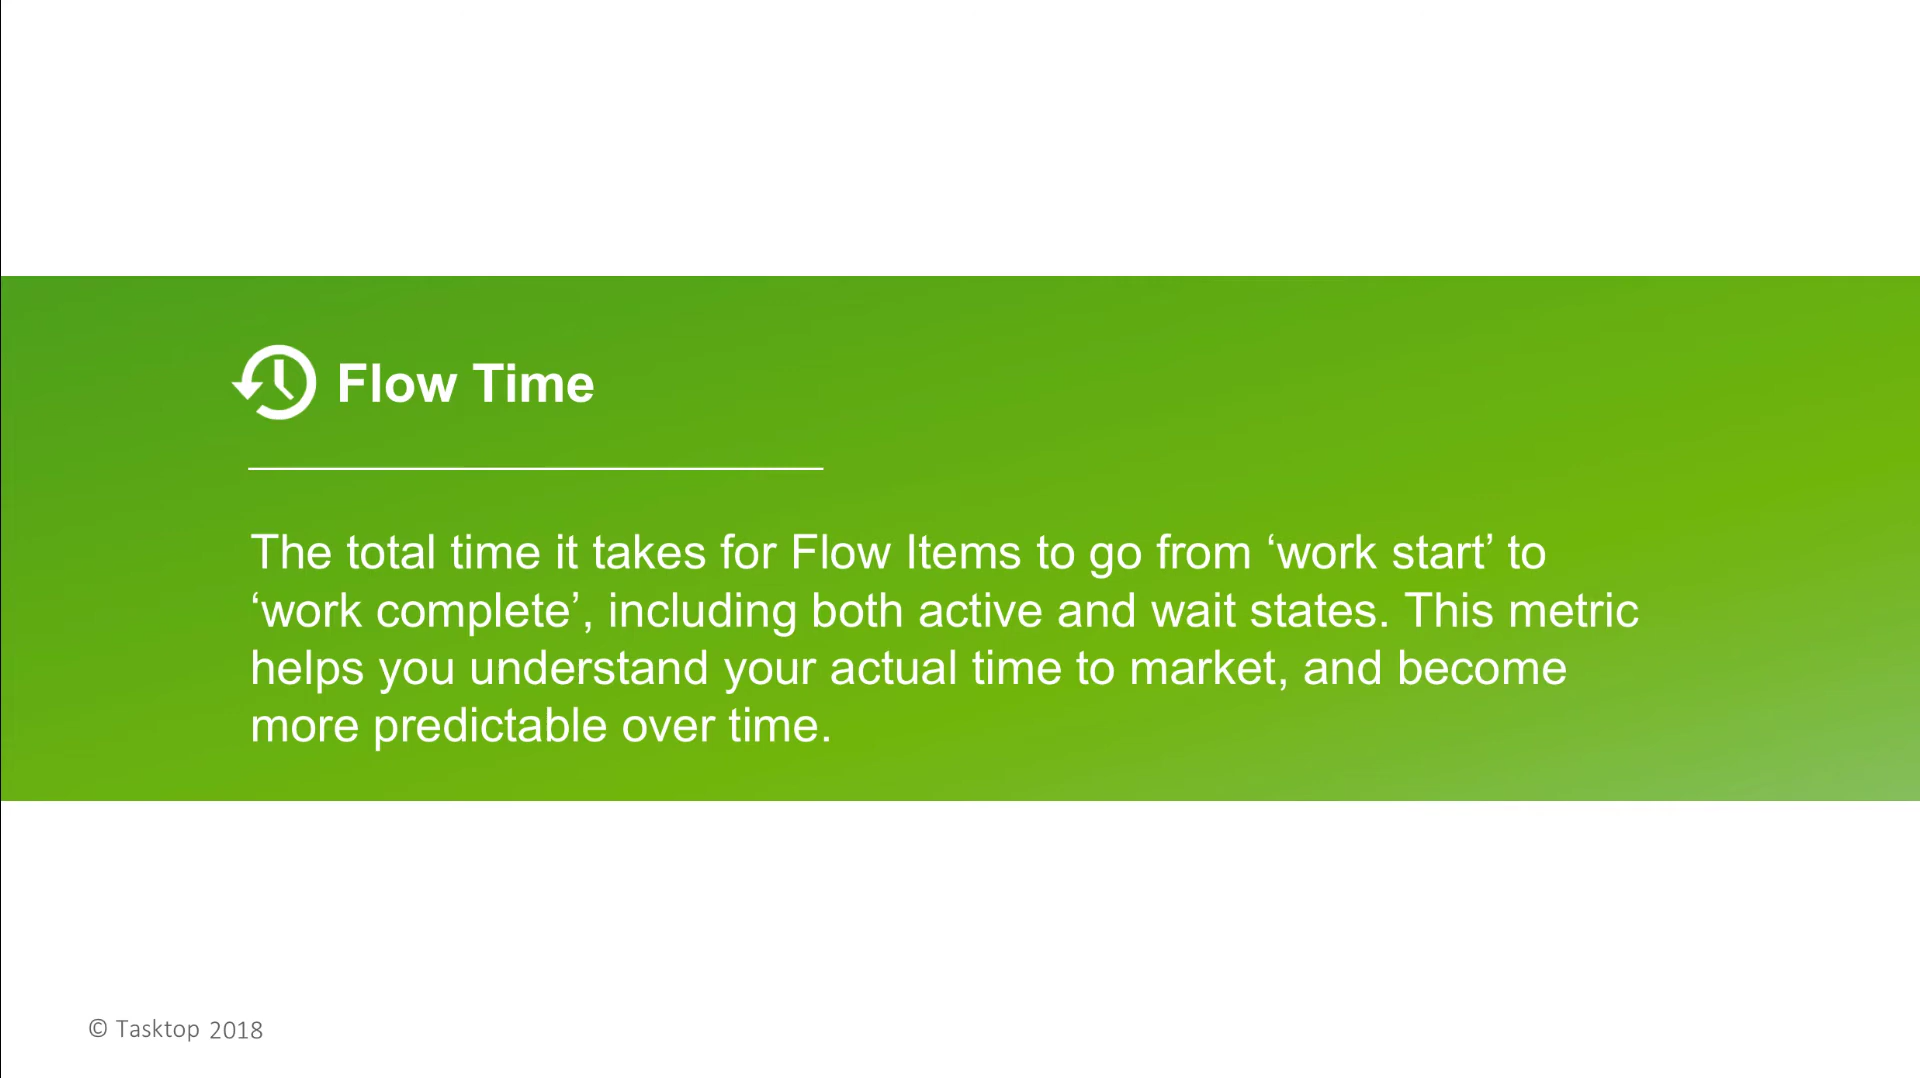 Flow Time
The total time it takes for Flow Items to go from ‘work start’ to
‘work complete’, including both active and wait states. This metric
helps you understand your actual time to market, and become
more predictable over time.
© Tasktop 2018